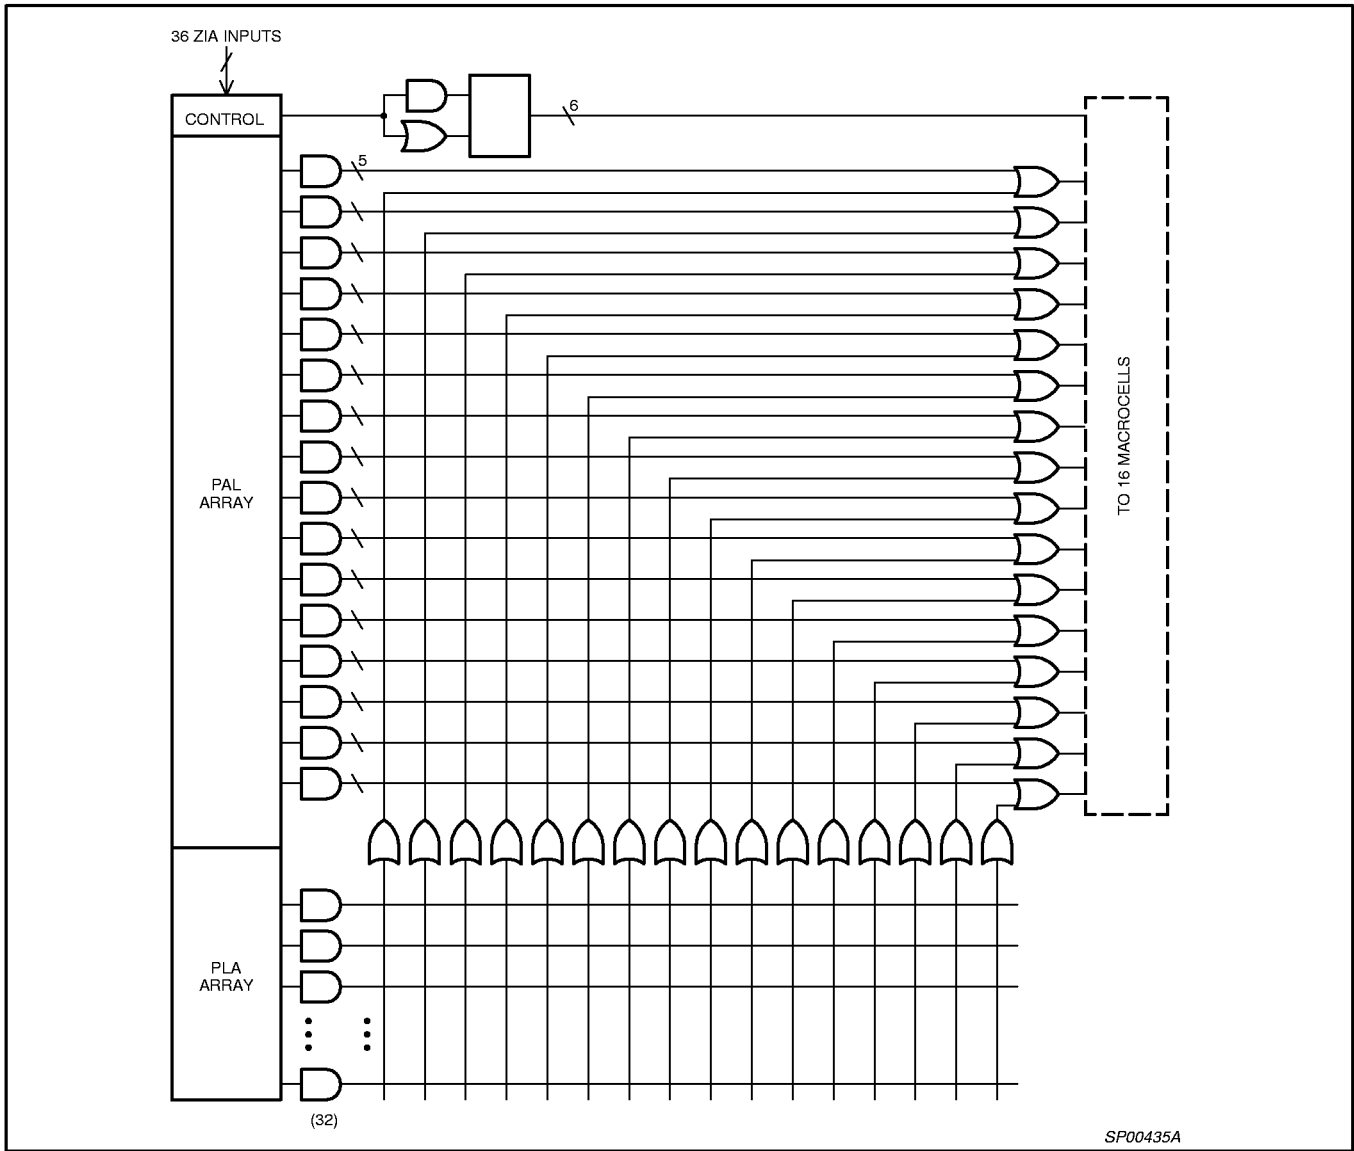 36 ZIA INPUTS
CONTROL
6
5
PAL
ARRAY
TO 16 MACROCELLS
PLA
ARRAY
(32)
SP00435A